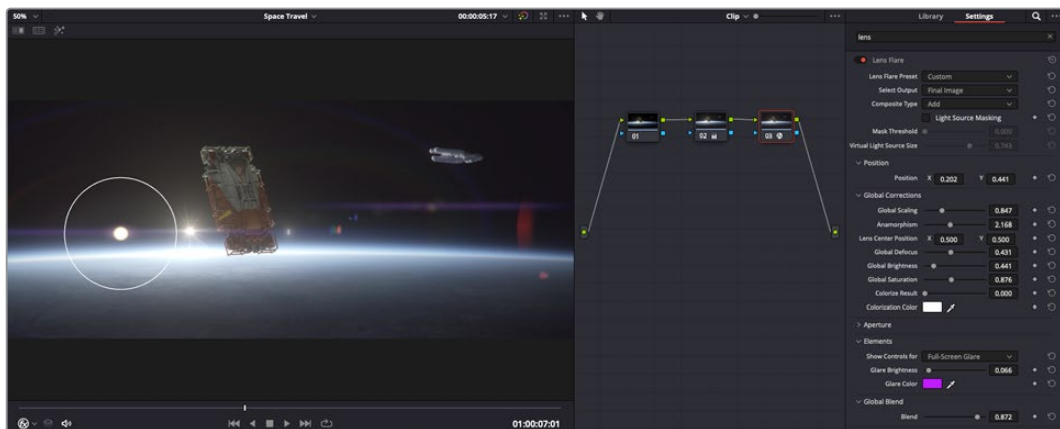 50% Space Travel 00:00:05:17 Clip Library Settings
lens
Lens Flare
Lens Flare Preset Custom
Select Output Final Image
Composite Type Add
Light Source Masking
Mask Threshold 0.000
Virtual Light Source Size 0.743
Position
Position X 0.202 Y 0.441
Global Corrections
Global Scaling 0.847
Anamorphism 2.168
Lens Center Position X 0.500 Y 0.500
Global Defocus 0.431
Global Brightness 0.441
Global Saturation 0.876
Colorize Result 0.000
Colorization Color
Aperture
Elements
Show Controls for Full-Screen Glare
Glare Brightness 0.066
Glare Color
Global Blend
Blend 0.872
01 02 03
01:00:07:01